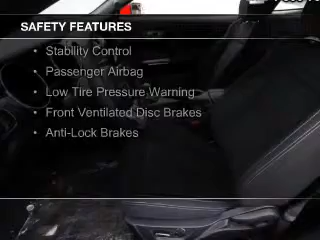 SAFETY FEATURES
• Stability Control
• Passenger Airbag
• Low Tire Pressure Warning
• Front Ventilated Disc Brakes
• Anti-Lock Brakes